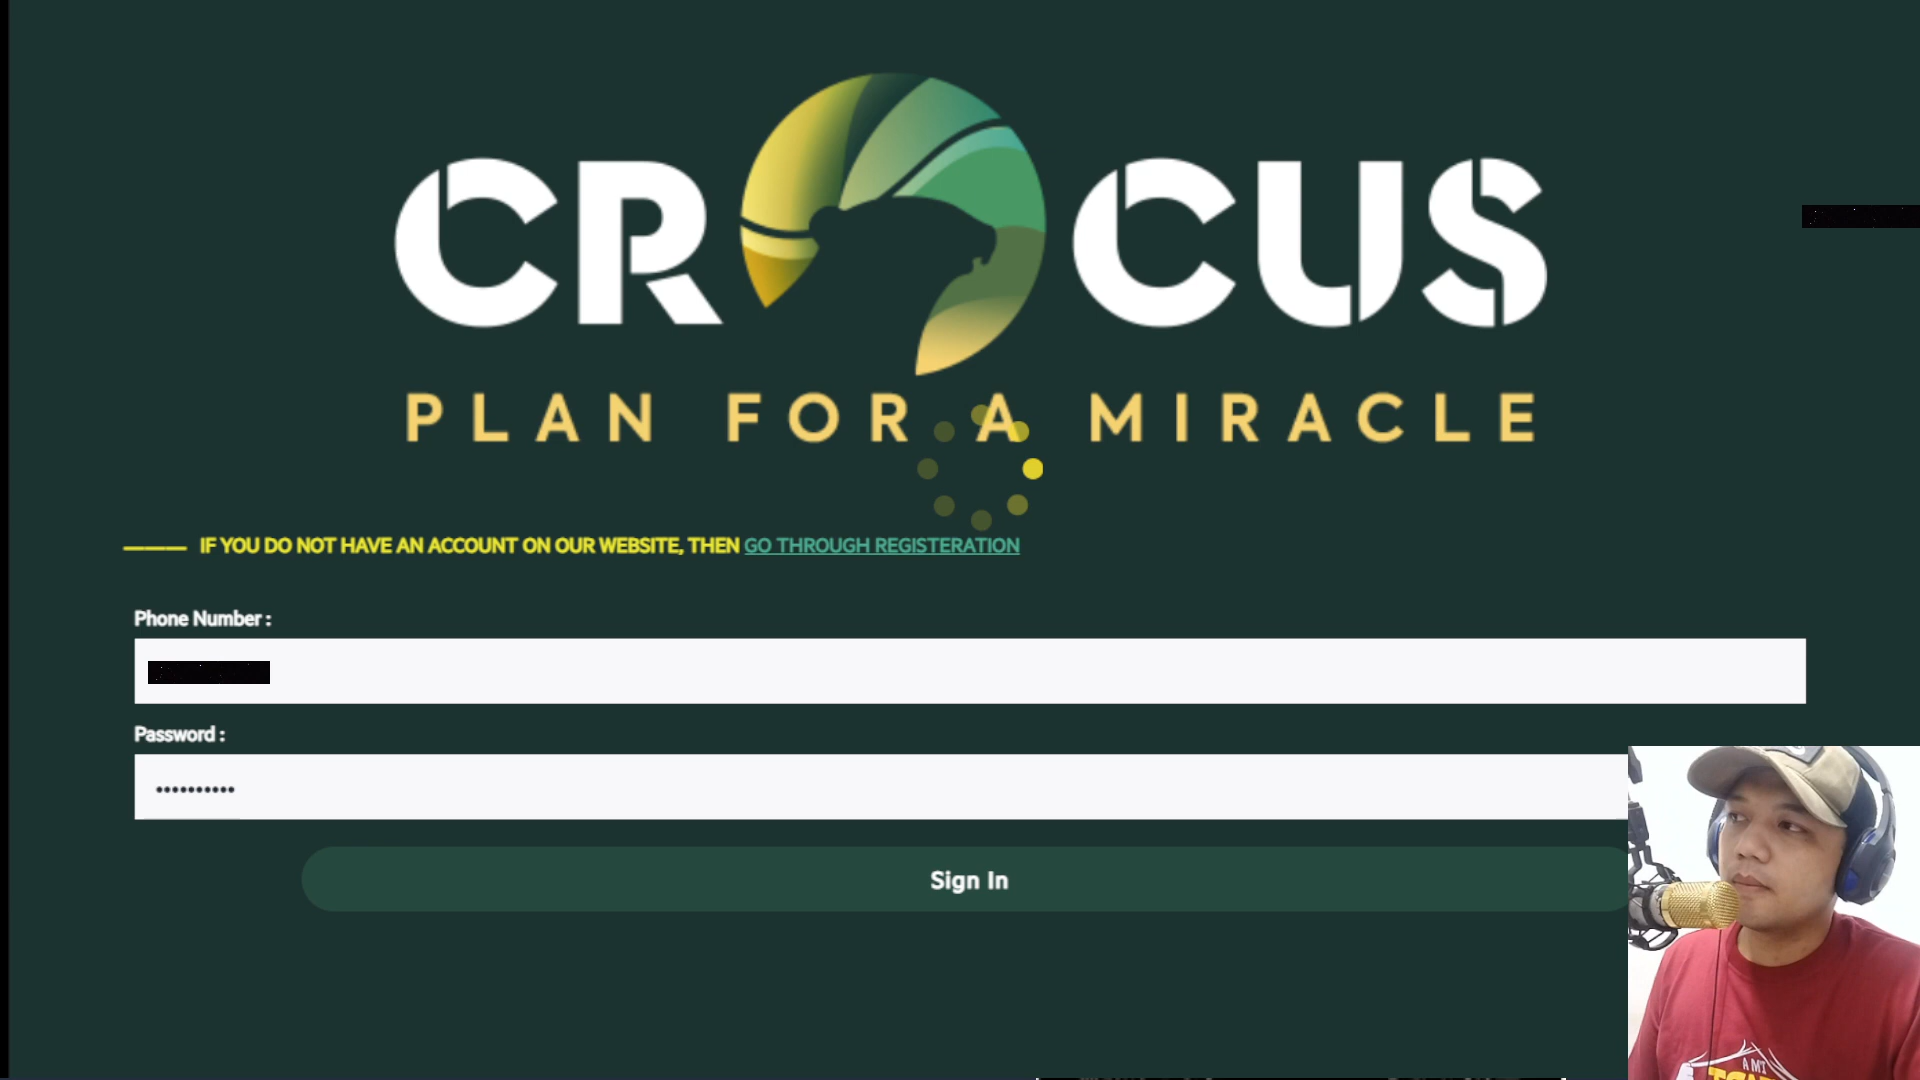 CROCUS
PLAN FOR A MIRACLE
——— IF YOU DO NOT HAVE AN ACCOUNT ON OUR WEBSITE, THEN GO THROUGH REGISTERATION
Phone Number :
Password :
••••••••••
Sign In
A MT